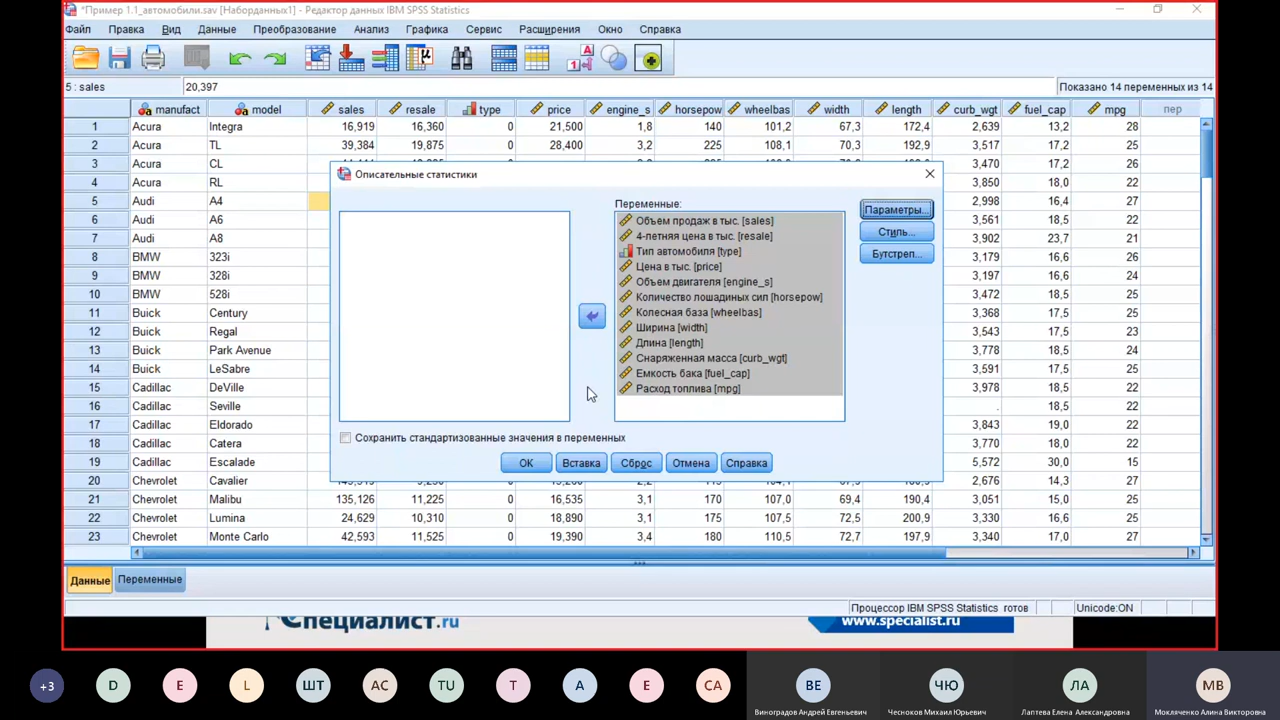 *Пример 1.1_автомобили.sav [Наборданных1] - Редактор данных IBM SPSS Statistics
Файл Правка Вид Данные Преобразование Анализ Графика Сервис Расширения Окно Справка
5 : sales 20,397 Показано 14 переменных из 14
manufact model sales resale type price engine_s horsepow wheelbas width length curb_wgt fuel_cap mpg пер
1 Acura Integra 16,919 16,360 0 21,500 1,8 140 101,2 67,3 172,4 2,639 13,2 28
2 Acura TL 39,384 19,875 0 28,400 3,2 225 108,1 70,3 192,9 3,517 17,2 25
3 Acura CL 3,470 17,2 26
4 Acura RL 3,850 18,0 22
5 Audi A4 2,998 16,4 27
6 Audi A6 3,561 18,5 22
7 Audi A8 3,902 23,7 21
8 BMW 323i 3,179 16,6 26
9 BMW 328i 3,197 16,6 24
10 BMW 528i 3,472 18,5 25
11 Buick Century 3,368 17,5 25
12 Buick Regal 3,543 17,5 23
13 Buick Park Avenue 3,778 18,5 24
14 Buick LeSabre 3,591 17,5 25
15 Cadillac DeVille 3,978 18,5 22
16 Cadillac Seville . 18,5 22
17 Cadillac Eldorado 3,843 19,0 22
18 Cadillac Catera 3,770 18,0 22
19 Cadillac Escalade 5,572 30,0 15
20 Chevrolet Cavalier 0 2,676 14,3 27
21 Chevrolet Malibu 135,126 11,225 0 16,535 3,1 170 107,0 69,4 190,4 3,051 15,0 25
22 Chevrolet Lumina 24,629 10,310 0 18,890 3,1 175 107,5 72,5 200,9 3,330 16,6 25
23 Chevrolet Monte Carlo 42,593 11,525 0 19,390 3,4 180 110,5 72,7 197,9 3,340 17,0 27
Описательные статистики
Переменные:
Объем продаж в тыс. [sales]
4-летняя цена в тыс. [resale]
Тип автомобиля [type]
Цена в тыс. [price]
Объем двигателя [engine_s]
Количество лошадиных сил [horsepow]
Колесная база [wheelbas]
Ширина [width]
Длина [length]
Снаряженная масса [curb_wgt]
Емкость бака [fuel_cap]
Расход топлива [mpg]
Параметры...
Стиль...
Бутстреп...
Сохранить стандартизованные значения в переменных
ОК Вставка Сброс Отмена Справка
Данные Переменные
Процессор IBM SPSS Statistics готов Unicode:ON
Специалист.ru www.specialist.ru
+3 D E L ШТ АС TU T A E CA ВЕ ЧЮ ЛА МВ
Виноградов Андрей Евгеньевич Чесноков Михаил Юрьевич Лаптева Елена Александровна Мокляченко Алина Викторовна